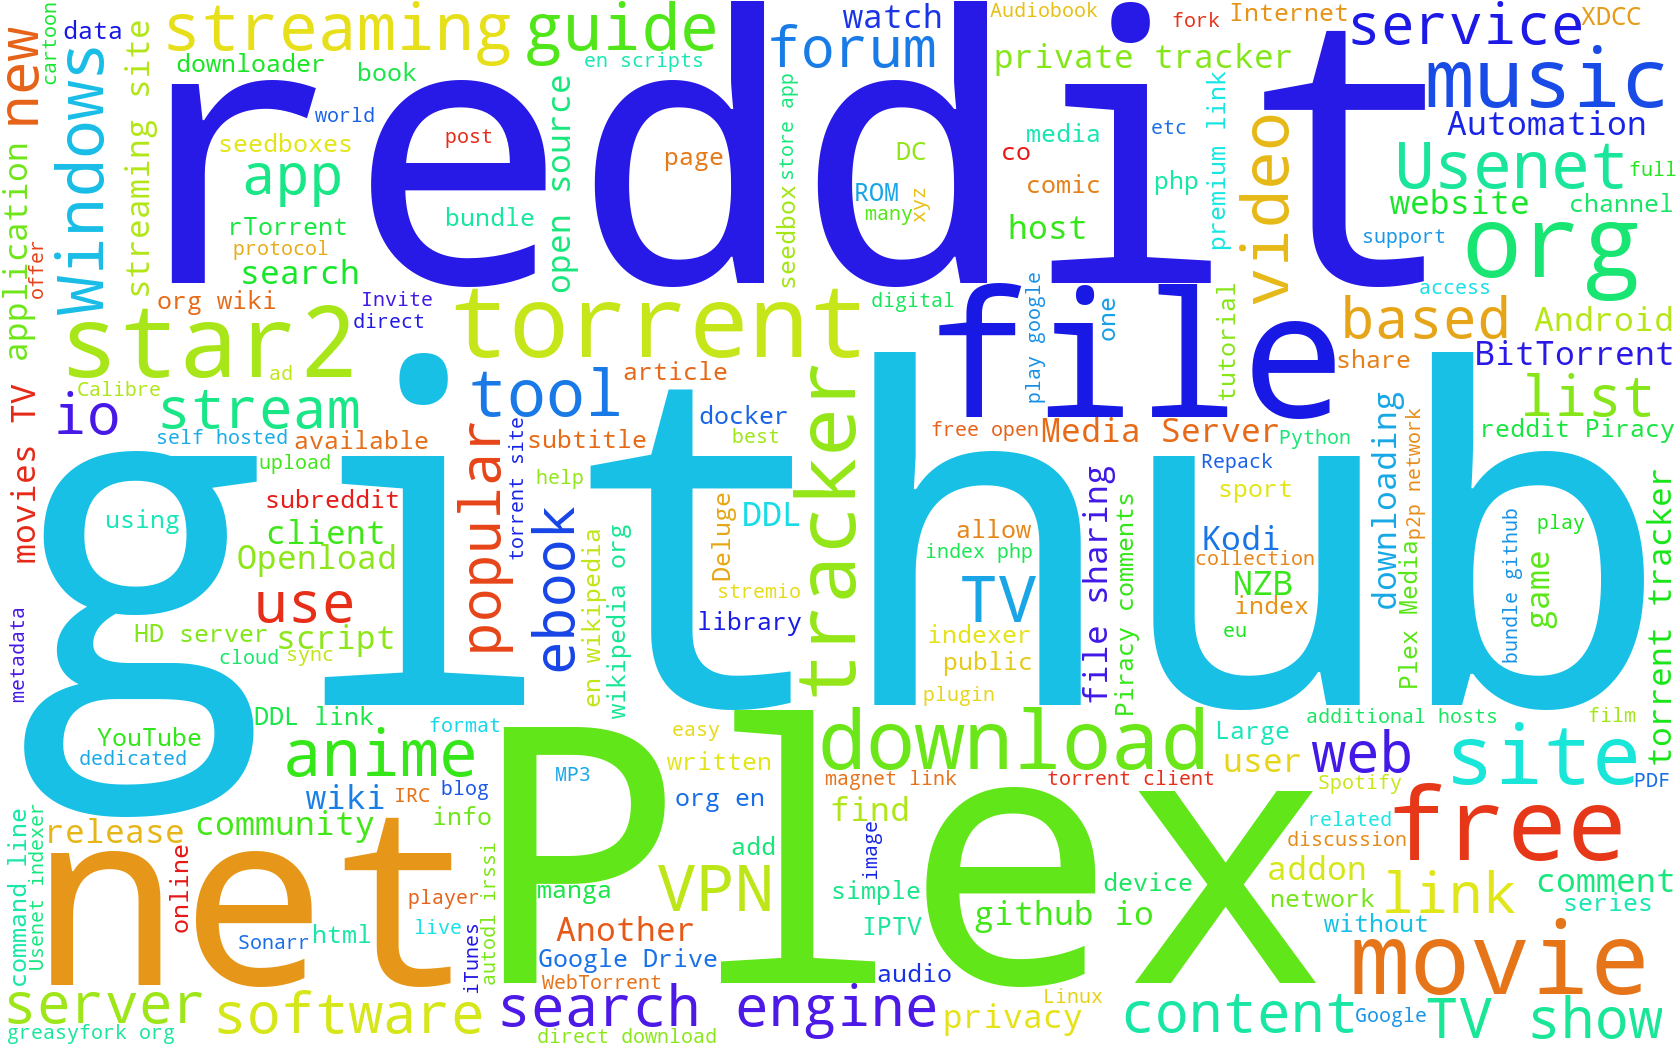 reddit
github
Plex
net
file
torrent
star2
org
download
tracker
free
movie
music
streaming
guide
forum
service
Usenet
video
Windows
new
app
application
streaming site
cartoon
data
downloader
book
world
seedboxes
post
page
en scripts
watch
Audiobook
private tracker
fork
Internet
XDCC
Automation
full
website
channel
support
access
premium link
etc
media
co
comic
php
DC
ROM
many
xyz
host
store app
seedbox
open source
bundle
rTorrent
protocol
search
offer
org wiki
Invite
direct
digital
play google
one
tutorial
based
Android
BitTorrent
share
list
reddit Piracy
movies TV
Calibre
ad
io
stream
tool
article
docker
best
subtitle
torrent site
self hosted
available
upload
popular
help
subreddit
using
client
Openload
use
ebook
Deluge
DDL
en wikipedia
wikipedia org
stremio
library
free open
Media Server
Python
Repack
sport
allow
index php
Kodi
collection
NZB
index
eu
TV
indexer
public
plugin
file sharing
Piracy comments
downloading
p2p network
Plex Media
bundle github
play
game
torrent tracker
metadata
HD server
script
cloud
sync
DDL link
format
YouTube
dedicated
anime
wiki
IRC
blog
info
community
release
MP3
easy
written
org en
add
magnet link
torrent client
find
image
Large
user
additional hosts
film
web
site
Spotify
PDF
related
discussion
addon
network
link
comment
series
without
command line
Usenet indexer
online
Sonarr
html
player
live
iTunes
autodl irssi
manga
VPN
Another
Google Drive
WebTorrent
simple
IPTV
device
github io
audio
server
software
greasyfork org
search engine
direct download
privacy
Linux
content
Google
TV show